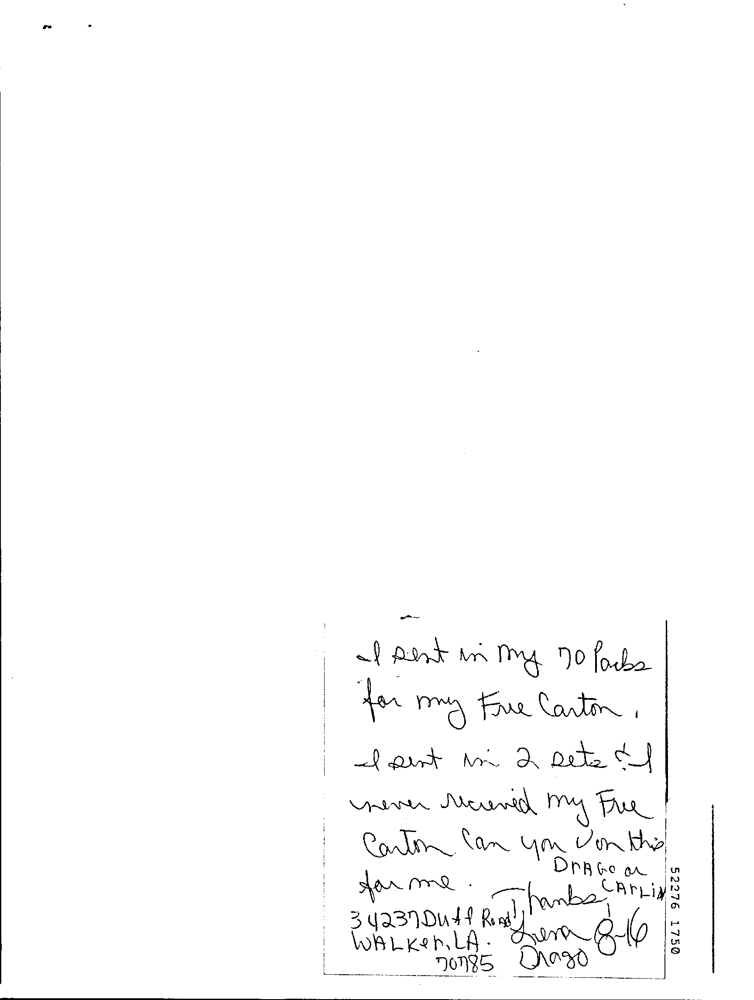 I sent in my 70 Packs
for my Free Carton.
I sent in 2 sets & I
never recieved my Free
Carton Can you on this
for me. Drago or
Thanks, CArLiN
34237 Duff Road
WALKer, LA. 8-16
70785 Drago
52276 1750